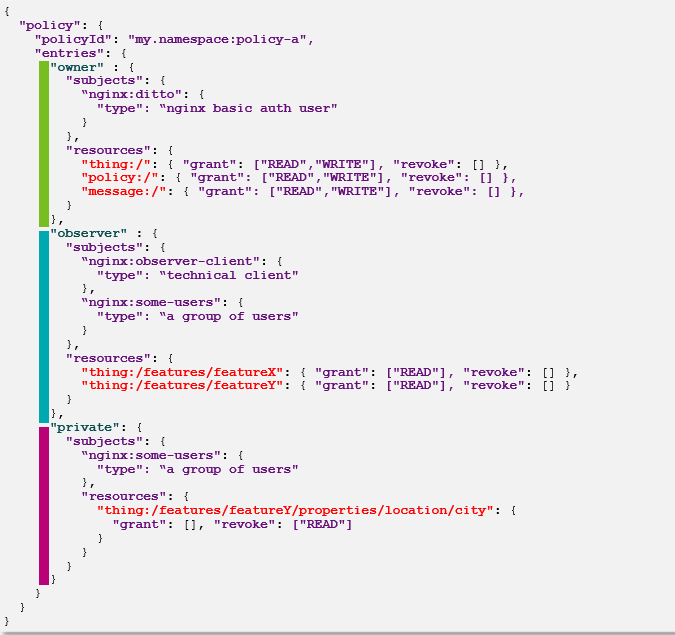 {
  "policy": {
    "policyId": "my.namespace:policy-a",
    "entries": {
      "owner" : {
        "subjects": {
          “nginx:ditto": {
            "type": “nginx basic auth user"
          }
        },
        "resources": {
          "thing:/": { "grant": ["READ","WRITE"], "revoke": [] },
          "policy:/": { "grant": ["READ","WRITE"], "revoke": [] },
          "message:/": { "grant": ["READ","WRITE"], "revoke": [] },
        }
      },
      "observer" : {
        "subjects": {
          "nginx:observer-client": {
            "type": “technical client"
          },
          “nginx:some-users": {
            "type": “a group of users"
          }
        },
        "resources": {
          "thing:/features/featureX": { "grant": ["READ"], "revoke": [] },
          "thing:/features/featureY": { "grant": ["READ"], "revoke": [] }
        }
      },
      "private": {
        "subjects": {
          “nginx:some-users": {
            "type": “a group of users"
          },
          "resources": {
            "thing:/features/featureY/properties/location/city": {
              "grant": [], "revoke": ["READ"]
            }
          }
        }
      }
    }
  }
}